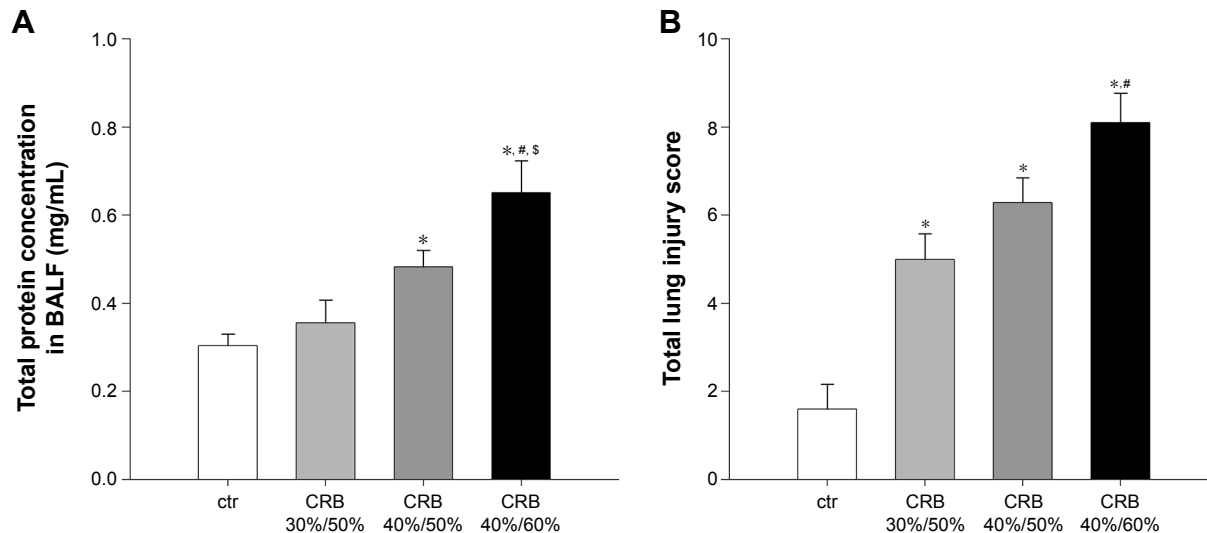 A
Total protein concentration
in BALF (mg/mL)
1.0
0.8
0.6
0.4
0.2
0.0
*
*, #, $
ctr
CRB
30%/50%
CRB
40%/50%
CRB
40%/60%
B
Total lung injury score
10
8
6
4
2
0
*
*
*,#
ctr
CRB
30%/50%
CRB
40%/50%
CRB
40%/60%